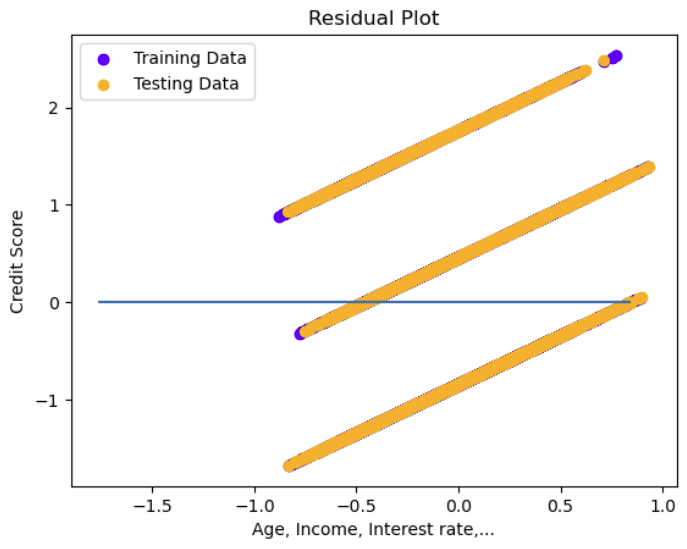 Residual Plot
Training Data
Testing Data
Credit Score
2
1
0
−1
−1.5
−1.0
−0.5
0.0
0.5
1.0
Age, Income, Interest rate,...